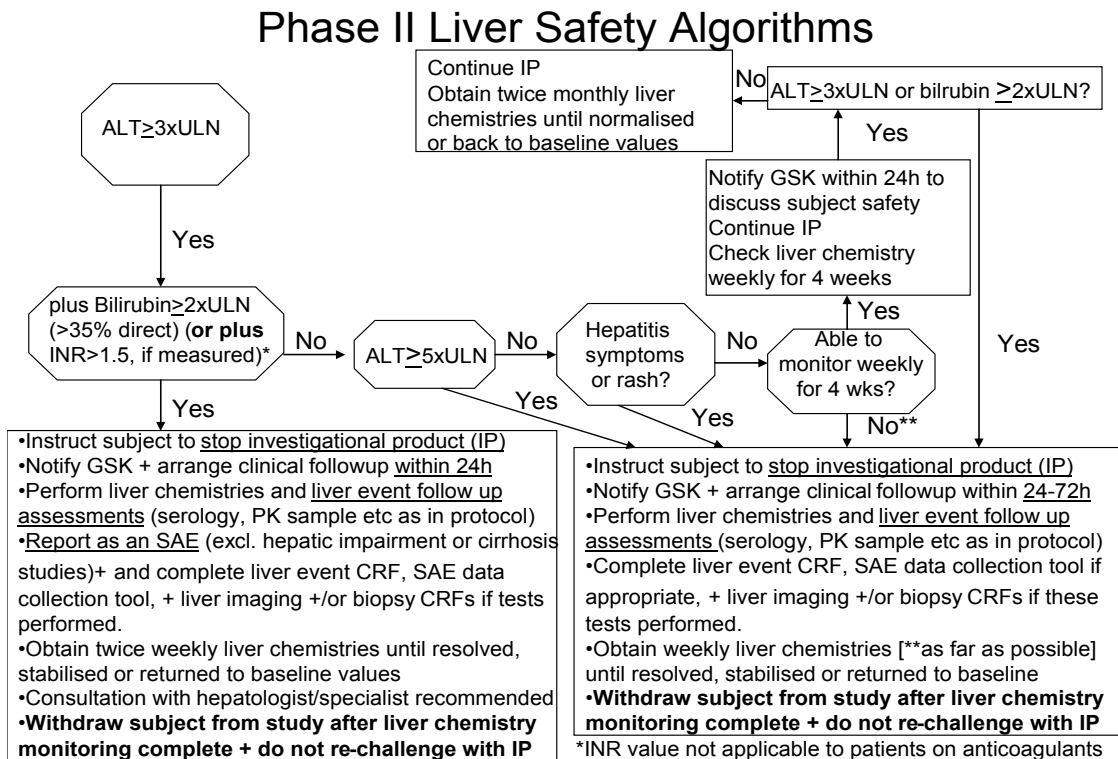 Phase II Liver Safety Algorithms
ALT≥3xULN
Yes
plus Bilirubin≥2xULN
(>35% direct) (or plus
INR>1.5, if measured)*
No
ALT≥5xULN
No
Hepatitis
symptoms
or rash?
No
Able to
monitor weekly
for 4 wks?
Yes
Notify GSK within 24h to
discuss subject safety
Continue IP
Check liver chemistry
weekly for 4 weeks
Yes
ALT≥3xULN or bilrubin ≥2xULN?
No
Continue IP
Obtain twice monthly liver
chemistries until normalised
or back to baseline values
Yes
Yes
Yes
Yes
No**
•Instruct subject to stop investigational product (IP)
•Notify GSK + arrange clinical followup within 24h
•Perform liver chemistries and liver event follow up
assessments (serology, PK sample etc as in protocol)
•Report as an SAE (excl. hepatic impairment or cirrhosis
studies)+ and complete liver event CRF, SAE data
collection tool, + liver imaging +/or biopsy CRFs if tests
performed.
•Obtain twice weekly liver chemistries until resolved,
stabilised or returned to baseline values
•Consultation with hepatologist/specialist recommended
•Withdraw subject from study after liver chemistry
monitoring complete + do not re-challenge with IP
•Instruct subject to stop investigational product (IP)
•Notify GSK + arrange clinical followup within 24-72h
•Perform liver chemistries and liver event follow up
assessments (serology, PK sample etc as in protocol)
•Complete liver event CRF, SAE data collection tool if
appropriate, + liver imaging +/or biopsy CRFs if these
tests performed.
•Obtain weekly liver chemistries [**as far as possible]
until resolved, stabilised or returned to baseline
•Withdraw subject from study after liver chemistry
monitoring complete + do not re-challenge with IP
*INR value not applicable to patients on anticoagulants